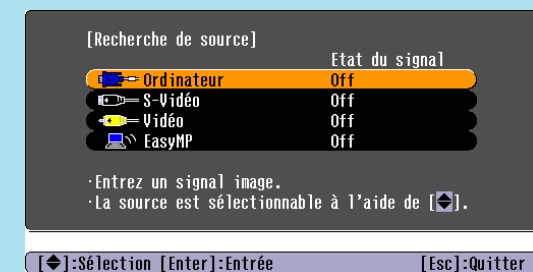 [Recherche de source]
Etat du signal
Ordinateur Off
S-Vidéo Off
Vidéo Off
EasyMP Off
·Entrez un signal image.
·La source est sélectionnable à l'aide de [◆].
[◆]:Sélection [Enter]:Entrée [Esc]:Quitter